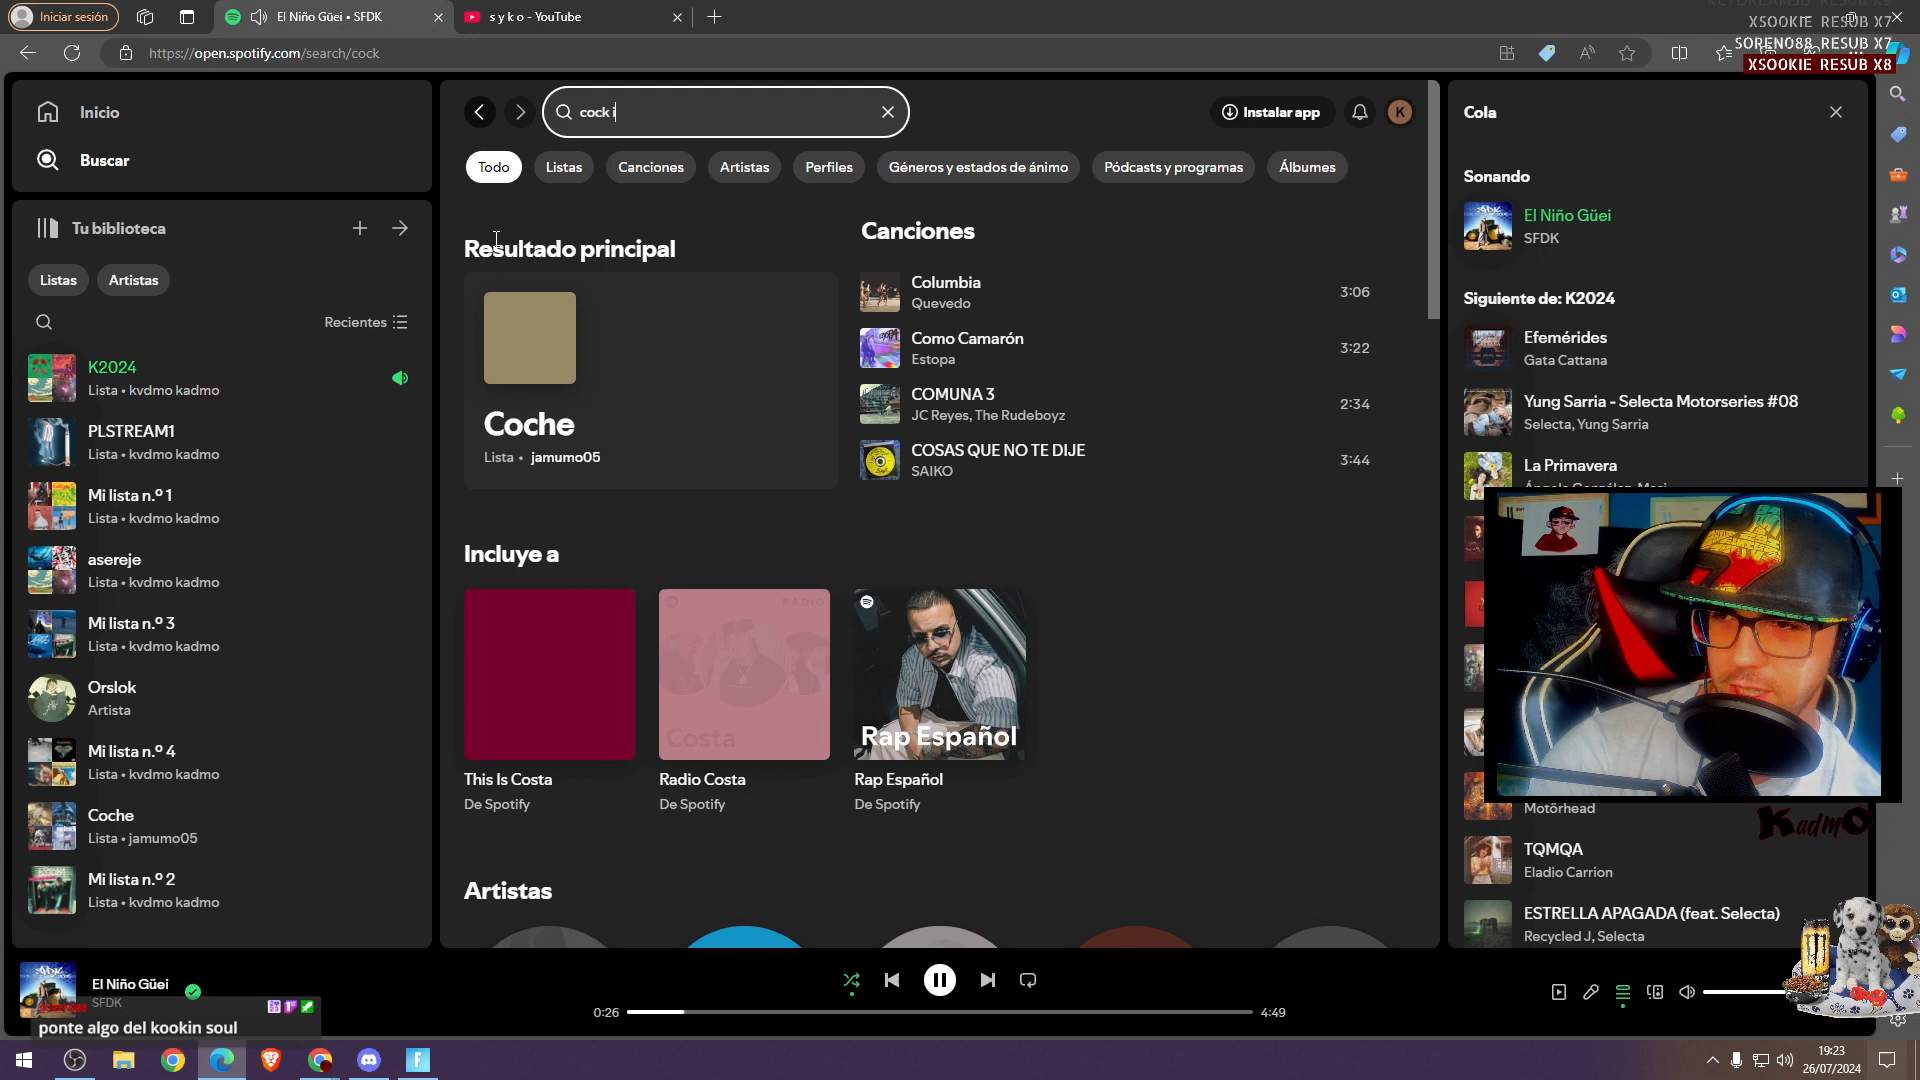 Iniciar sesión
El Niño Güei • SFDK
s y k o - YouTube
XSOOKIE RESUB X7
SOREN088 RESUB X7
XSOOKIE RESUB X8
https://open.spotify.com/search/cock
Inicio
Buscar
Tu biblioteca
Listas
Artistas
Recientes
K2024
Lista • kvdmo kadmo
PLSTREAM1
Lista • kvdmo kadmo
Mi lista n.º 1
Lista • kvdmo kadmo
asereje
Lista • kvdmo kadmo
Mi lista n.º 3
Lista • kvdmo kadmo
Orslok
Artista
Mi lista n.º 4
Lista • kvdmo kadmo
Coche
Lista • jamumo05
Mi lista n.º 2
Lista • kvdmo kadmo
cock i
Instalar app
K
Todo
Listas
Canciones
Artistas
Perfiles
Géneros y estados de ánimo
Pódcasts y programas
Álbumes
Resultado principal
Coche
Lista • jamumo05
Canciones
Columbia
Quevedo
3:06
Como Camarón
Estopa
3:22
COMUNA 3
JC Reyes, The Rudeboyz
2:34
COSAS QUE NO TE DIJE
SAIKO
3:44
Incluye a
RADIO
Costa
Rap Español
This Is Costa
De Spotify
Radio Costa
De Spotify
Rap Español
De Spotify
Artistas
Cola
Sonando
El Niño Güei
SFDK
Siguiente de: K2024
Efemérides
Gata Cattana
Yung Sarria - Selecta Motorseries #08
Selecta, Yung Sarria
La Primavera
Motörhead
KadmO
TQMQA
Eladio Carrion
ESTRELLA APAGADA (feat. Selecta)
Recycled J, Selecta
El Niño Güei
SFDK
ponte algo del kookin soul
0:26
4:49
19:23
26/07/2024